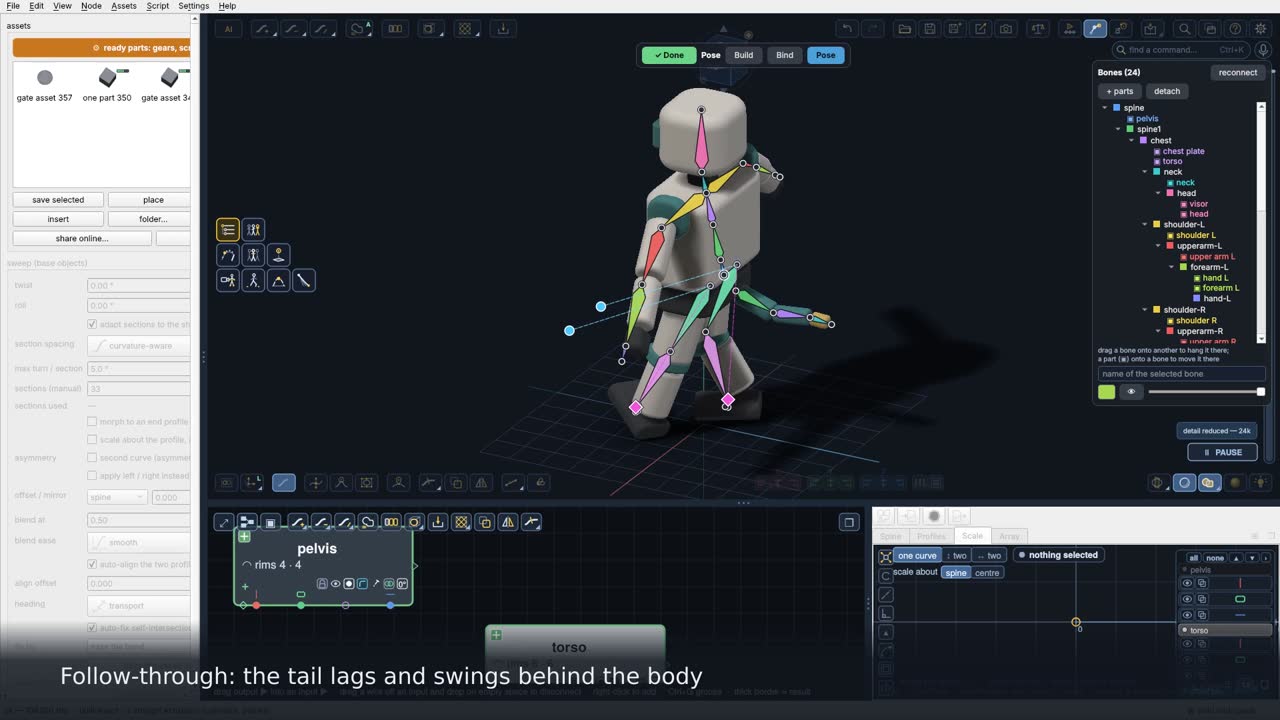 File Edit View Node Assets Script Settings Help
assets
ready parts: gears, scr
gate asset 357 one part 350 gate asset 34
save selected place
insert folder...
share online...
sweep (base objects)
twist 0.00 °
roll 0.00 °
adapt sections to the sh
section spacing curvature-aware
max turn / section 5.0 °
sections (manual) 33
sections used —
morph to an end profile
scale about the profile,
asymmetry second curve (asymmet
apply left / right instead
offset / mirror spine 0.000
blend at 0.50
blend ease smooth
auto-align the two profil
align offset 0.000
heading transport
auto-fix self-intersection
AI
Done Pose Build Bind Pose
find a command... Ctrl+K
Bones (24) reconnect
+ parts detach
spine
pelvis
spine1
chest
chest plate
torso
neck
neck
head
visor
head
shoulder-L
shoulder L
upperarm-L
upper arm L
forearm-L
hand L
forearm L
hand-L
shoulder-R
shoulder R
upperarm-R
upper arm R
drag a bone onto another to hang it there;
a part (▣) onto a bone to move it there
name of the selected bone
detail reduced — 24k
PAUSE
pelvis
rims 4 · 4
torso
Spine Profiles Scale Array
one curve : two ↔ two nothing selected
scale about spine centre
0
all none
pelvis
torso
Follow-through: the tail lags and swings behind the body